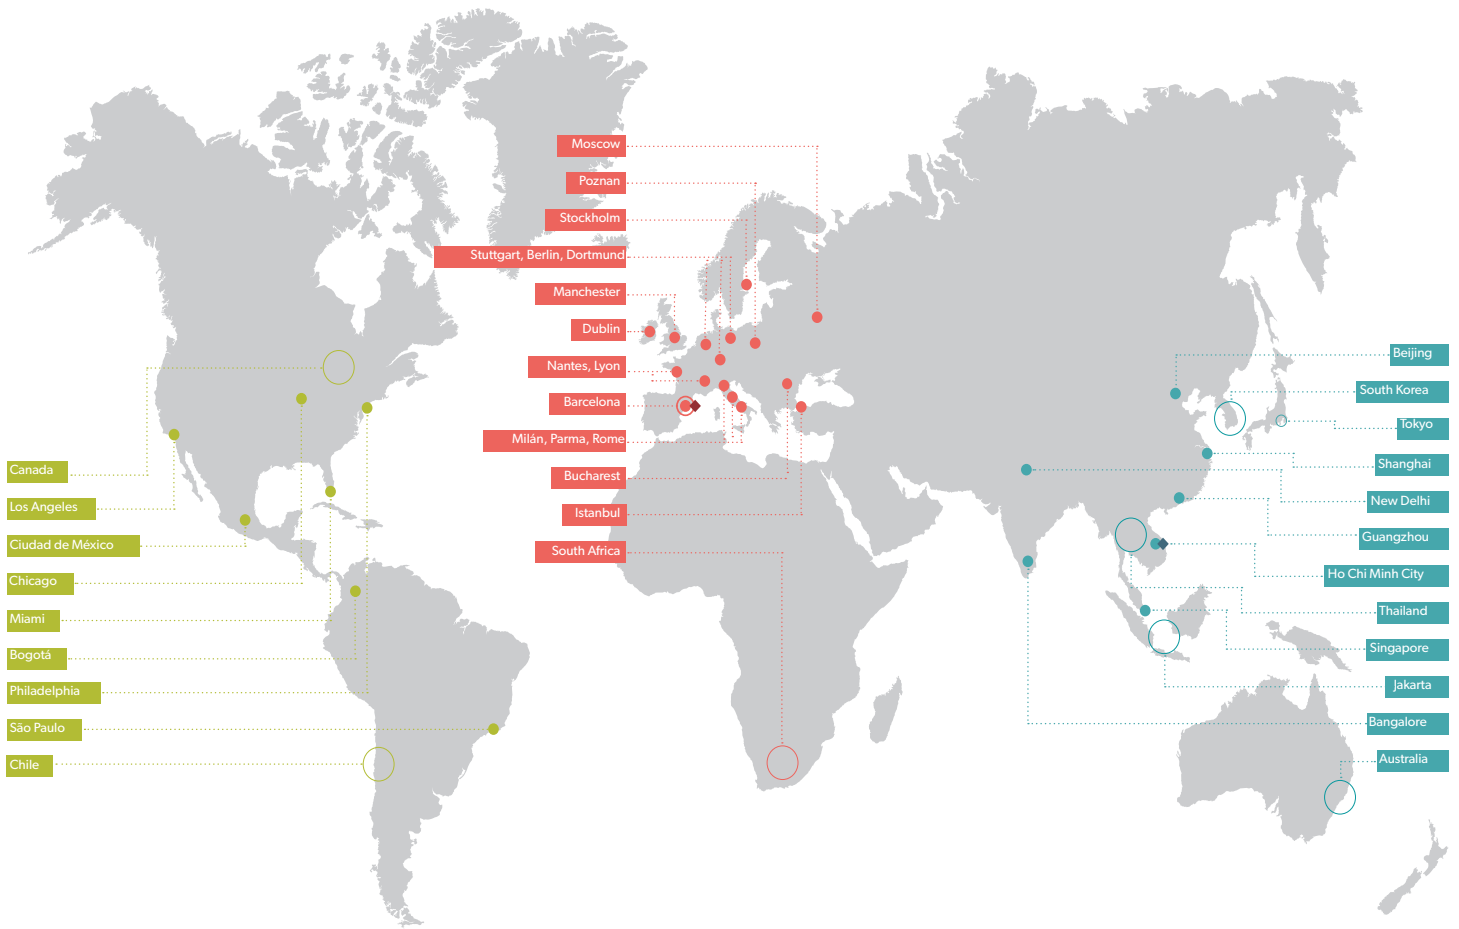 Moscow
Poznan
Stockholm
Stuttgart, Berlin, Dortmund
Manchester
Dublin
Nantes, Lyon
Barcelona
Milán, Parma, Rome
Bucharest
Istanbul
South Africa
Canada
Los Angeles
Ciudad de México
Chicago
Miami
Bogotá
Philadelphia
São Paulo
Chile
Beijing
South Korea
Tokyo
Shanghai
New Delhi
Guangzhou
Ho Chi Minh City
Thailand
Singapore
Jakarta
Bangalore
Australia